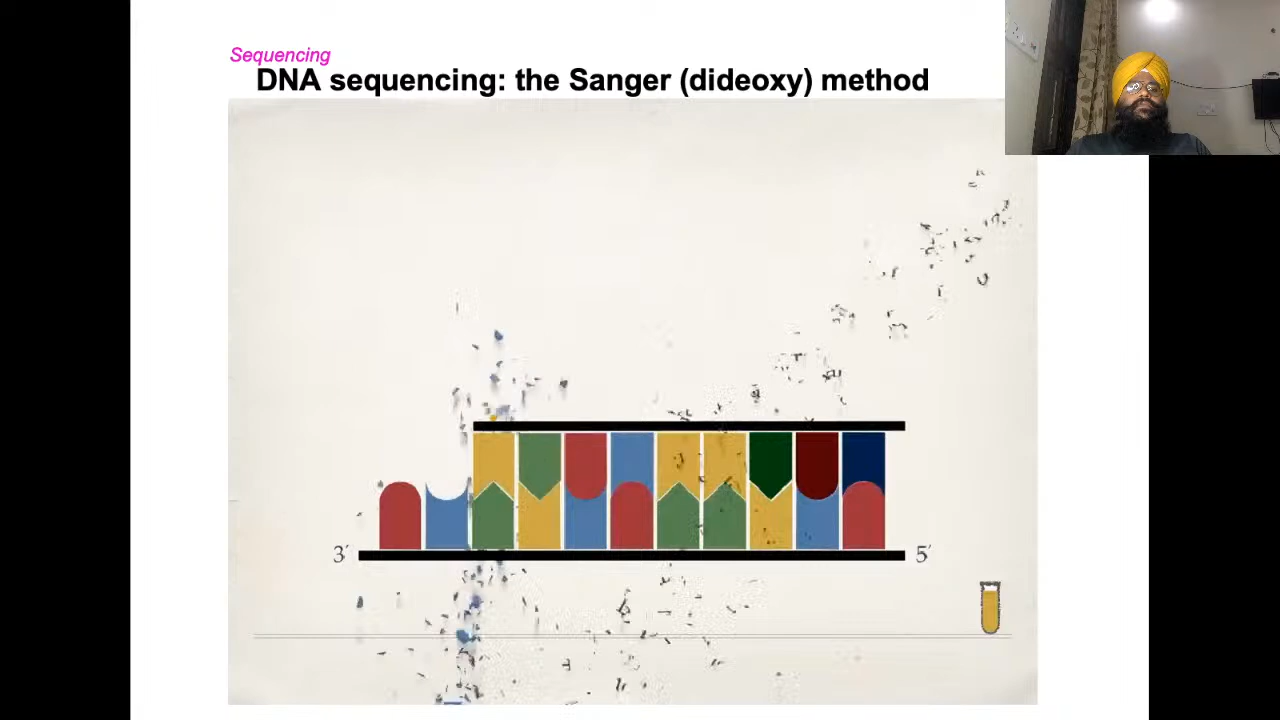 Sequencing
DNA sequencing: the Sanger (dideoxy) method
3′
5′